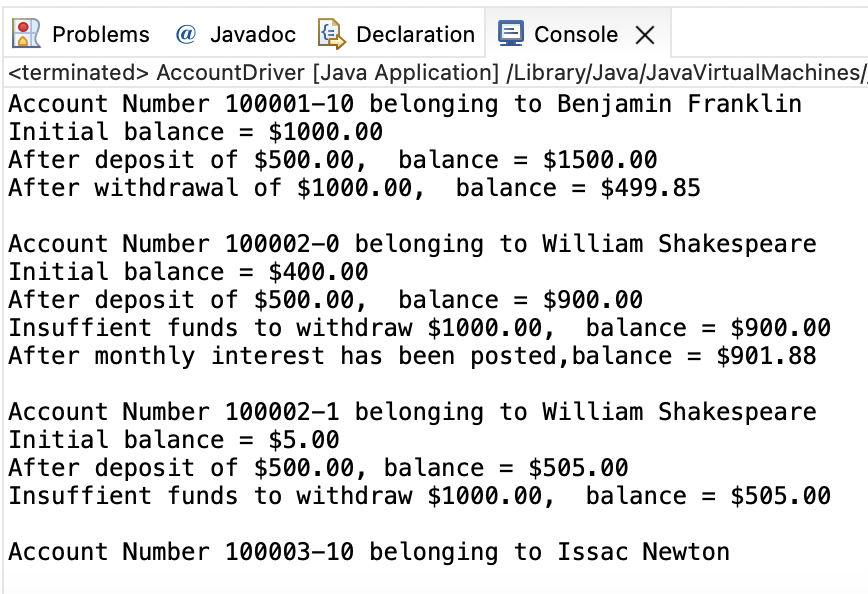 Problems @ Javadoc Declaration Console
<terminated> AccountDriver [Java Application] /Library/Java/JavaVirtualMachines/
Account Number 100001-10 belonging to Benjamin Franklin
Initial balance = $1000.00
After deposit of $500.00,  balance = $1500.00
After withdrawal of $1000.00,  balance = $499.85
Account Number 100002-0 belonging to William Shakespeare
Initial balance = $400.00
After deposit of $500.00,  balance = $900.00
Insufficient funds to withdraw $1000.00,  balance = $900.00
After monthly interest has been posted,balance = $901.88
Account Number 100002-1 belonging to William Shakespeare
Initial balance = $5.00
After deposit of $500.00, balance = $505.00
Insufficient funds to withdraw $1000.00,  balance = $505.00
Account Number 100003-10 belonging to Issac Newton